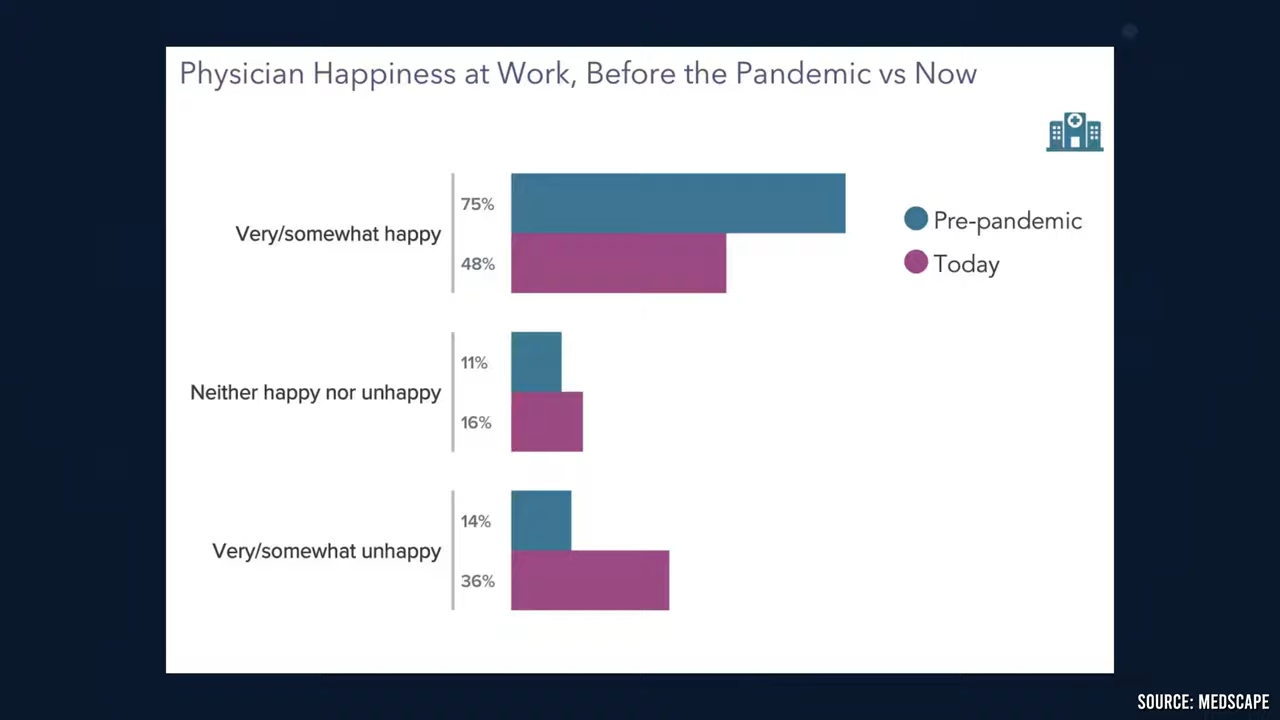 Physician Happiness at Work, Before the Pandemic vs Now
75%
Very/somewhat happy
48%
Pre-pandemic
Today
11%
Neither happy nor unhappy
16%
14%
Very/somewhat unhappy
36%
SOURCE: MEDSCAPE